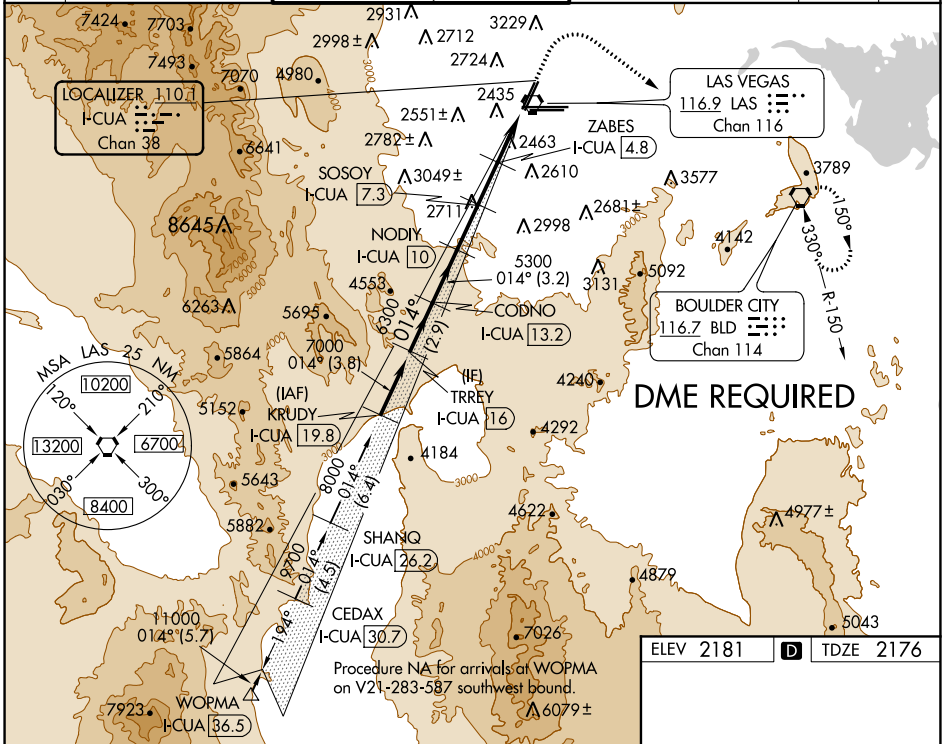 7424
7703
7493
7070
4980
2931
2998 ±
2712
3229
2724
LOCALIZER 110.1
I-CUA
Chan 38
2435
2551 ±
2782 ±
LAS VEGAS
116.9 LAS
Chan 116
6641
ZABES
I-CUA 4.8
2463
2610
SOSOY
I-CUA 7.3
3049 ±
2711
3577
3789
150°
330°
R-150
8645
2681 ±
2998
NODIY
I-CUA 10
4142
5300
014° (3.2)
3131
5092
4553
6263
5695
6300
014°
(2.9)
CODNO
I-CUA 13.2
BOULDER CITY
116.7 BLD
Chan 114
5864
7000
014° (3.8)
MSA LAS 25 NM
10200
120°
210°
13200
6700
030°
300°
8400
(IAF)
KRUDY
I-CUA 19.8
(IF)
TRREY
I-CUA 16
4240
DME REQUIRED
5152
4292
4184
8000
014°
(6.4)
5643
5882
4622
4977 ±
SHANQ
I-CUA 26.2
9700
014°
(4.5)
4879
CEDAX
I-CUA 30.7
11000
014° (5.7)
194°
7026
5043
Procedure NA for arrivals at WOPMA
on V21-283-587 southwest bound.
WOPMA
I-CUA 36.5
7923
6079 ±
ELEV 2181 D TDZE 2176
3000
3000
3000
3000
3000
4000
4000